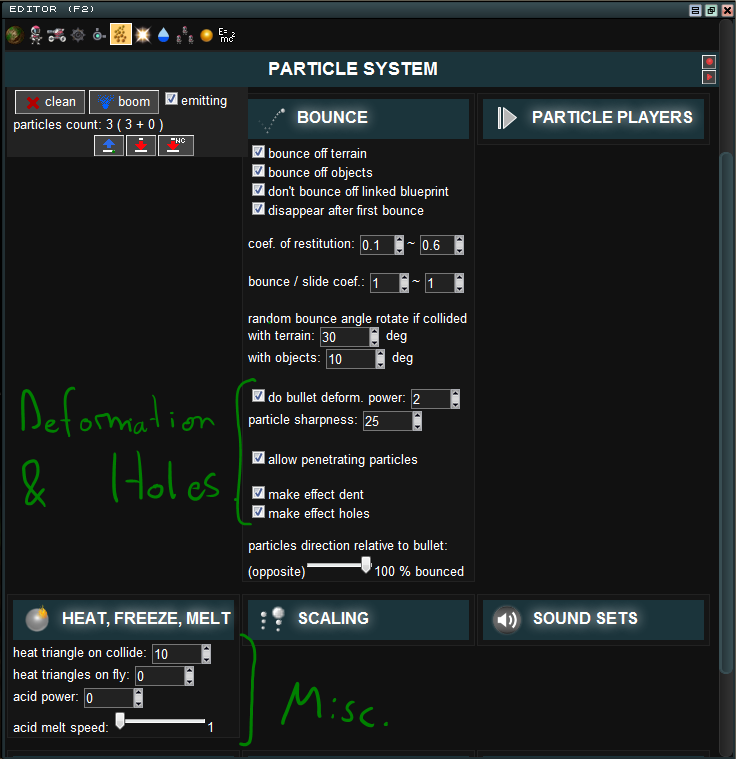 EDITOR (F2)
E=
mc²
PARTICLE SYSTEM
clean boom emitting
particles count: 3 ( 3 + 0 )
NC
BOUNCE
PARTICLE PLAYERS
bounce off terrain
bounce off objects
don't bounce off linked blueprint
disappear after first bounce
coef. of restitution: 0.1 ~ 0.6
bounce / slide coef.: 1 ~ 1
random bounce angle rotate if collided
with terrain: 30 deg
with objects: 10 deg
Deformation
& Holes
do bullet deform. power: 2
particle sharpness: 25
allow penetrating particles
make effect dent
make effect holes
particles direction relative to bullet:
(opposite) 100 % bounced
HEAT, FREEZE, MELT
heat triangle on collide: 10
heat triangles on fly: 0
acid power: 0
acid melt speed: 1
Misc.
SCALING
SOUND SETS